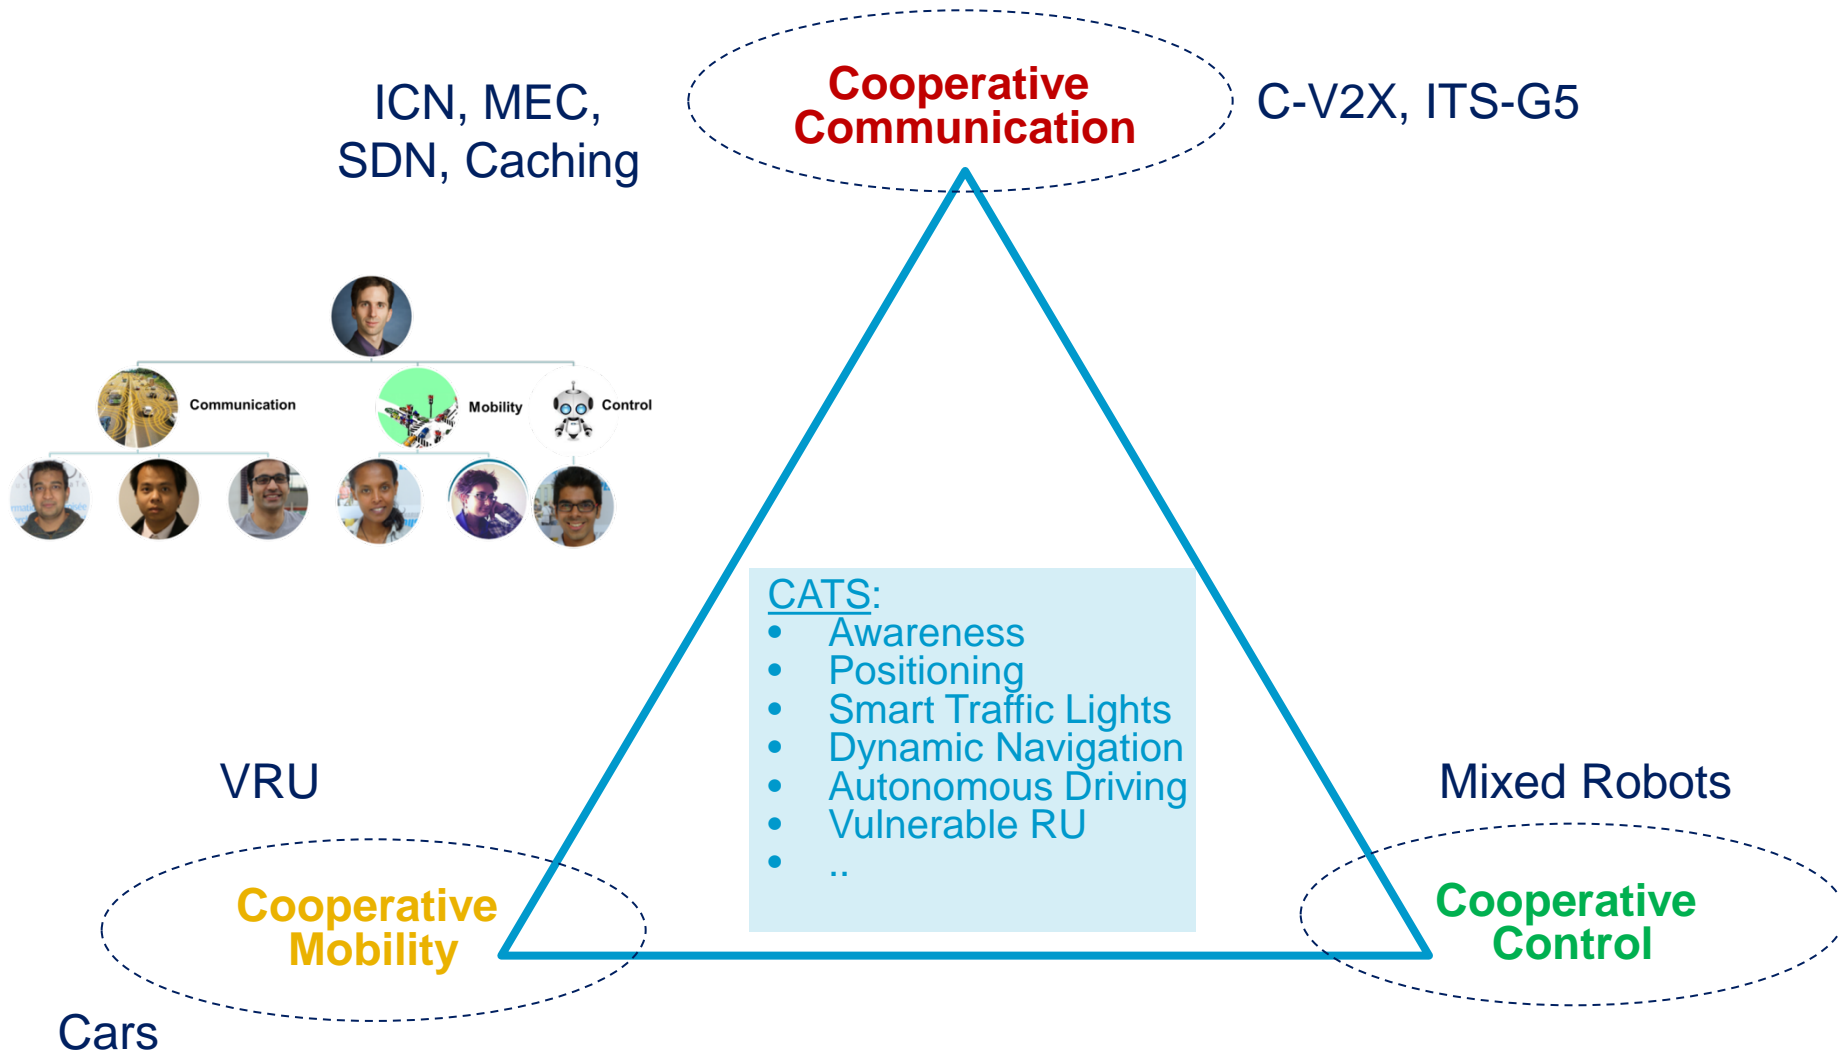 Cooperative
Communication
ICN, MEC,
SDN, Caching
C-V2X, ITS-G5
Communication
Mobility
Control
CATS:
• Awareness
• Positioning
• Smart Traffic Lights
• Dynamic Navigation
• Autonomous Driving
• Vulnerable RU
• ..
VRU
Mixed Robots
Cooperative
Mobility
Cooperative
Control
Cars